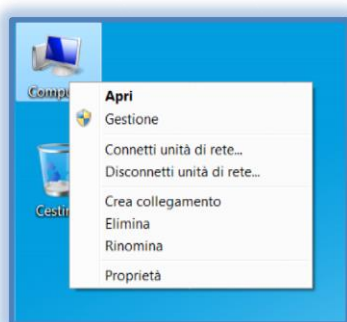 Apri
Gestione
Connetti unità di rete...
Disconnetti unità di rete...
Crea collegamento
Elimina
Rinomina
Proprietà